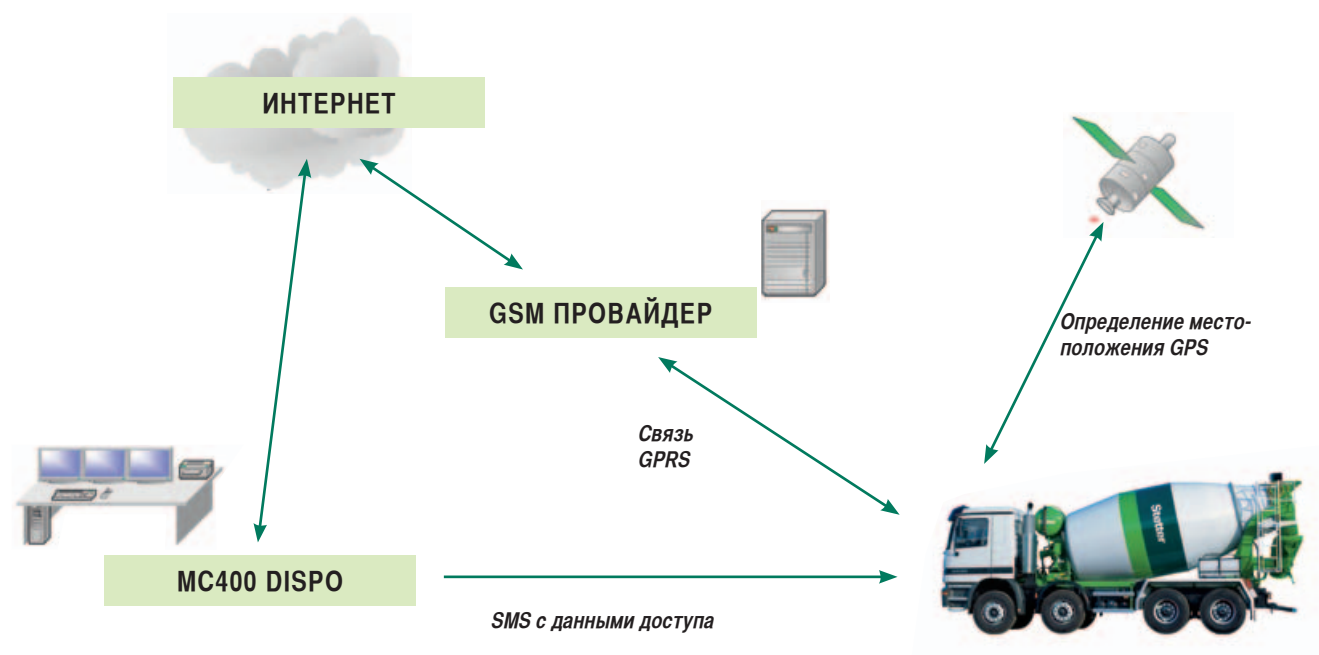 ИНТЕРНЕТ
GSM ПРОВАЙДЕР
Определение место-
положения GPS
Связь
GPRS
Stetter
MC400 DISPO
SMS с данными доступа